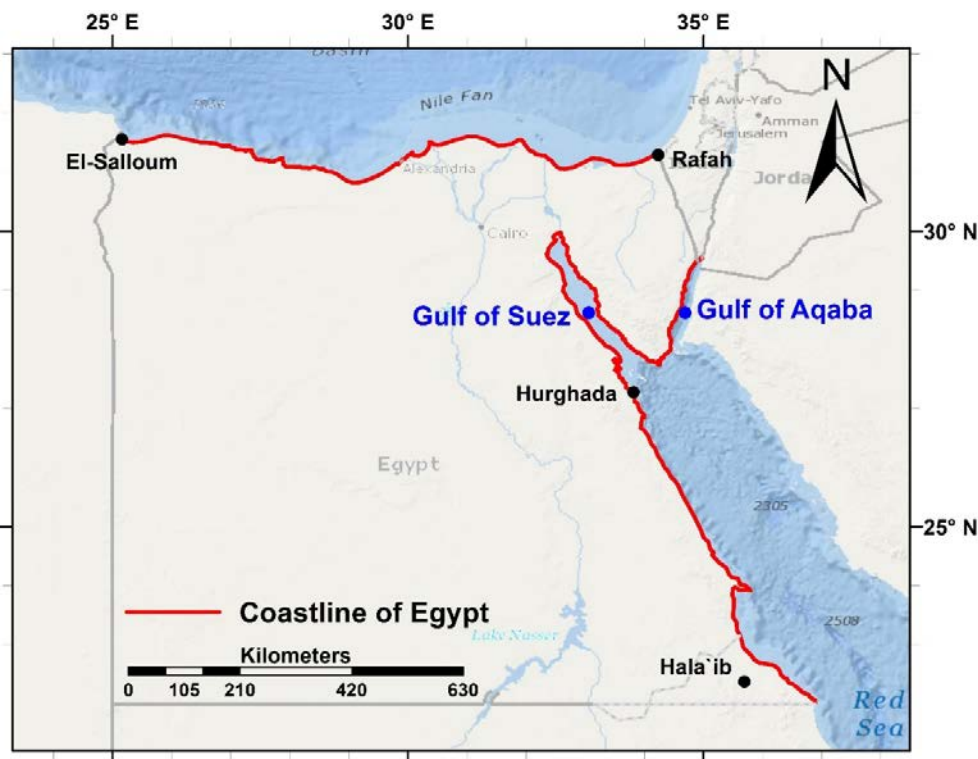 25° E
30° E
35° E
Basin
Nile Fan
N
Tel Aviv-Yafo
Amman
Jerusalem
El-Salloum
Rafah
Alexandria
Jorda
Cairo
30° N
Gulf of Suez
Gulf of Aqaba
Hurghada
Egypt
2305
25° N
Coastline of Egypt
2508
Lake Nasser
Kilometers
Hala`ib
0 105 210 420 630
Red
Sea